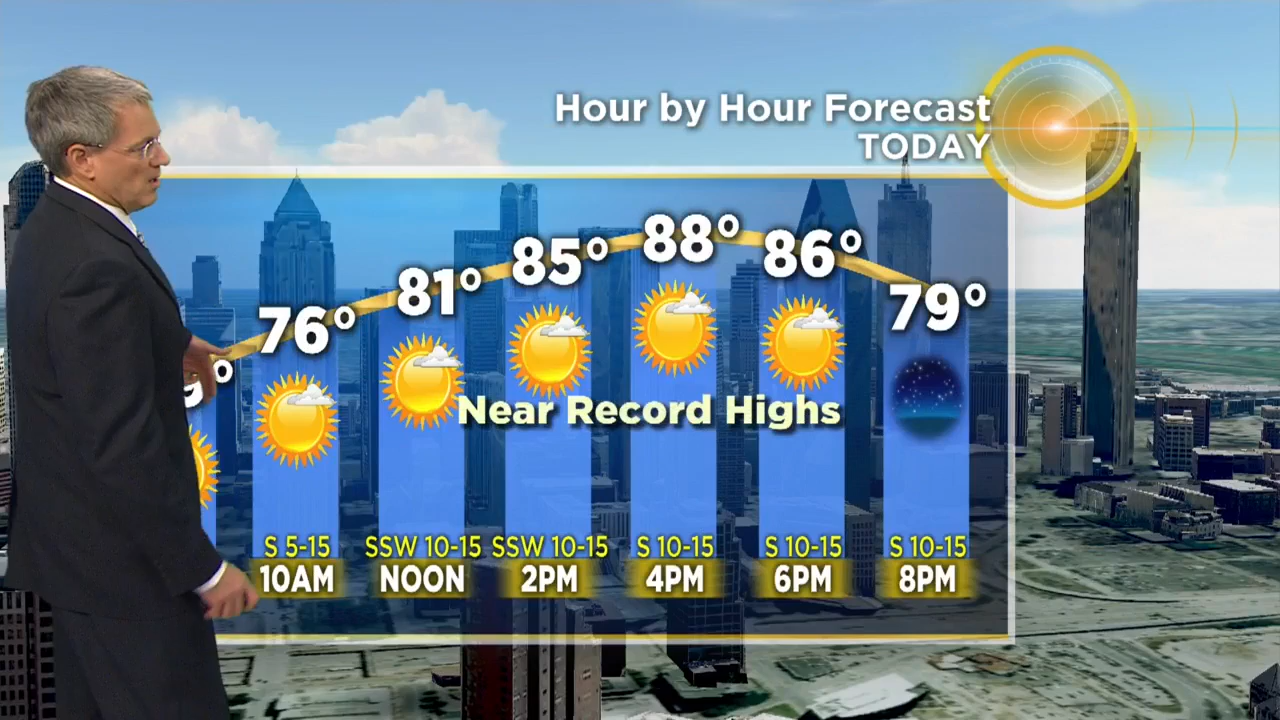 Hour by Hour Forecast
TODAY
76° 81° 85° 88° 86° 79°
Near Record Highs
S 5-15 SSW 10-15 SSW 10-15 S 10-15 S 10-15 S 10-15
10AM NOON 2PM 4PM 6PM 8PM